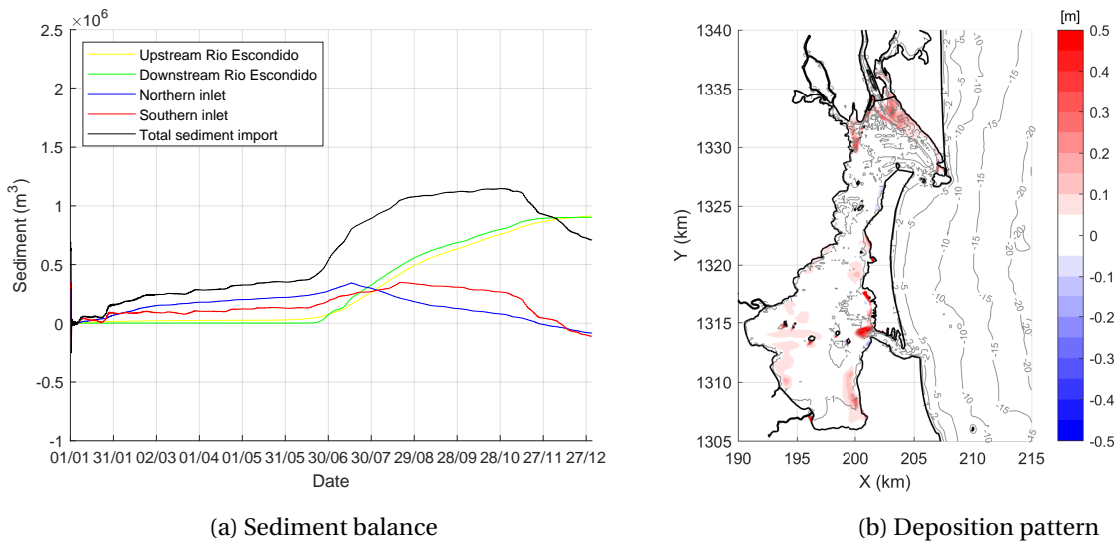 ×10⁶
2.5
2
1.5
1
0.5
0
-0.5
-1
Sediment (m³)
Upstream Rio Escondido
Downstream Rio Escondido
Northern inlet
Southern inlet
Total sediment import
01/01 31/01 02/03 01/04 01/05 31/05 30/06 30/07 29/08 28/09 28/10 27/11 27/12
Date
(a) Sediment balance
1340
1335
1330
1325
1320
1315
1310
1305
Y (km)
190 195 200 205 210 215
X (km)
[m]
0.5
0.4
0.3
0.2
0.1
0
-0.1
-0.2
-0.3
-0.4
-0.5
(b) Deposition pattern